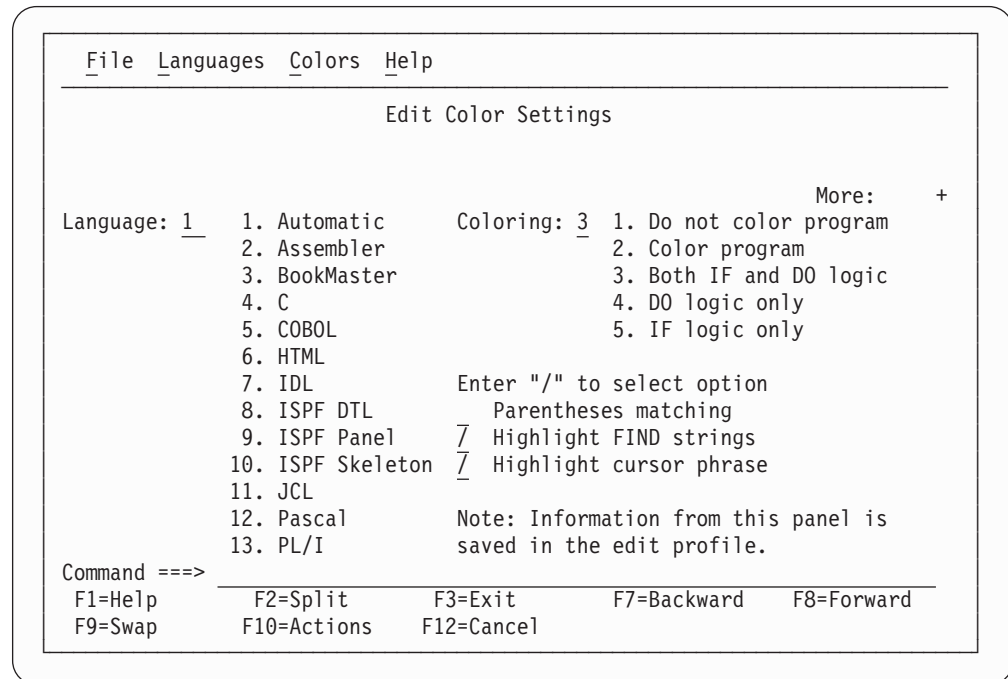 File Languages Colors Help
Edit Color Settings
More: +
Language: 1 1. Automatic Coloring: 3 1. Do not color program
2. Assembler 2. Color program
3. BookMaster 3. Both IF and DO logic
4. C 4. DO logic only
5. COBOL 5. IF logic only
6. HTML
7. IDL Enter "/" to select option
8. ISPF DTL _ Parentheses matching
9. ISPF Panel / Highlight FIND strings
10. ISPF Skeleton / Highlight cursor phrase
11. JCL
12. Pascal Note: Information from this panel is
13. PL/I saved in the edit profile.
Command ===>
F1=Help F2=Split F3=Exit F7=Backward F8=Forward
F9=Swap F10=Actions F12=Cancel